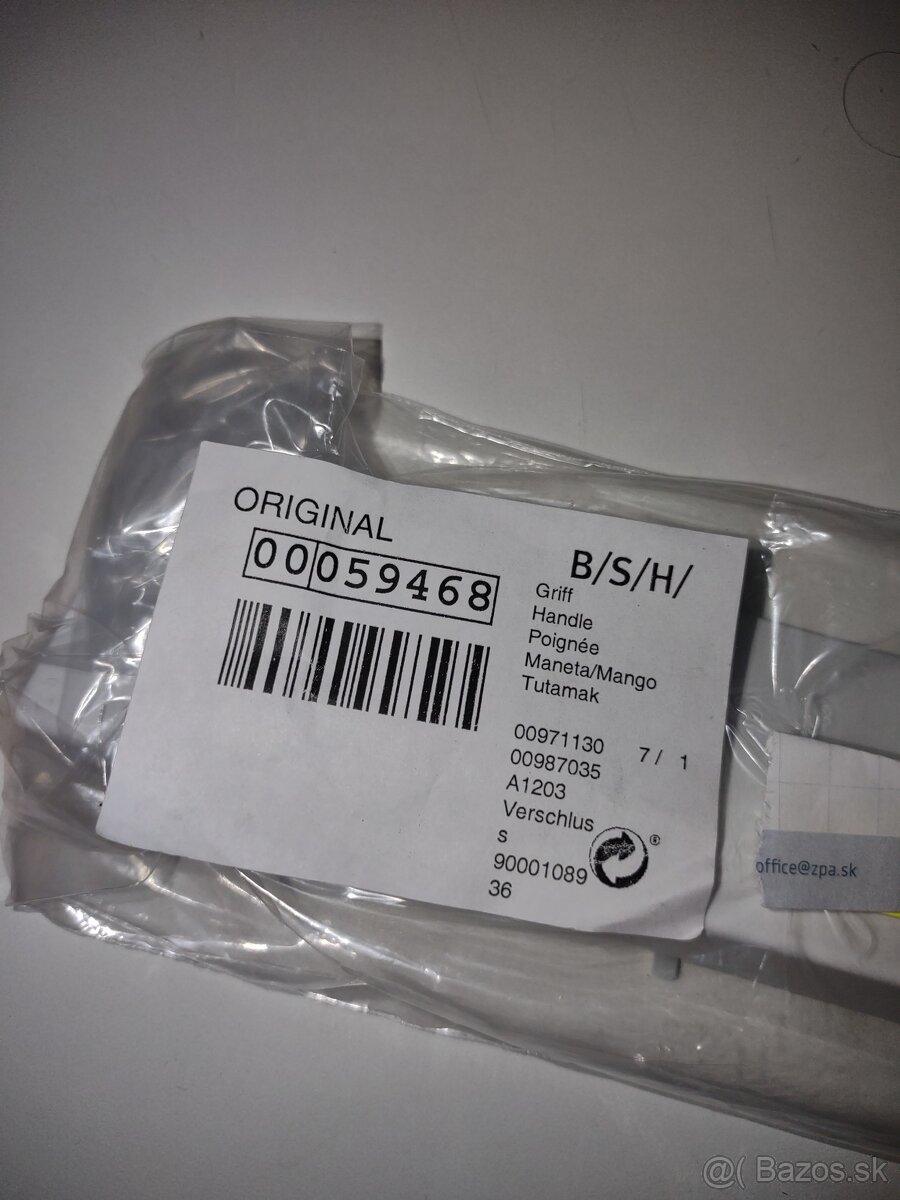 ORIGINAL
00059468
B/S/H/
Griff
Handle
Poignée
Maneta/Mango
Tutamak
00971130 7 / 1
00987035
A1203
Verschlus
s
90001089
36
®
office@zpa.sk
@( Bazos.sk